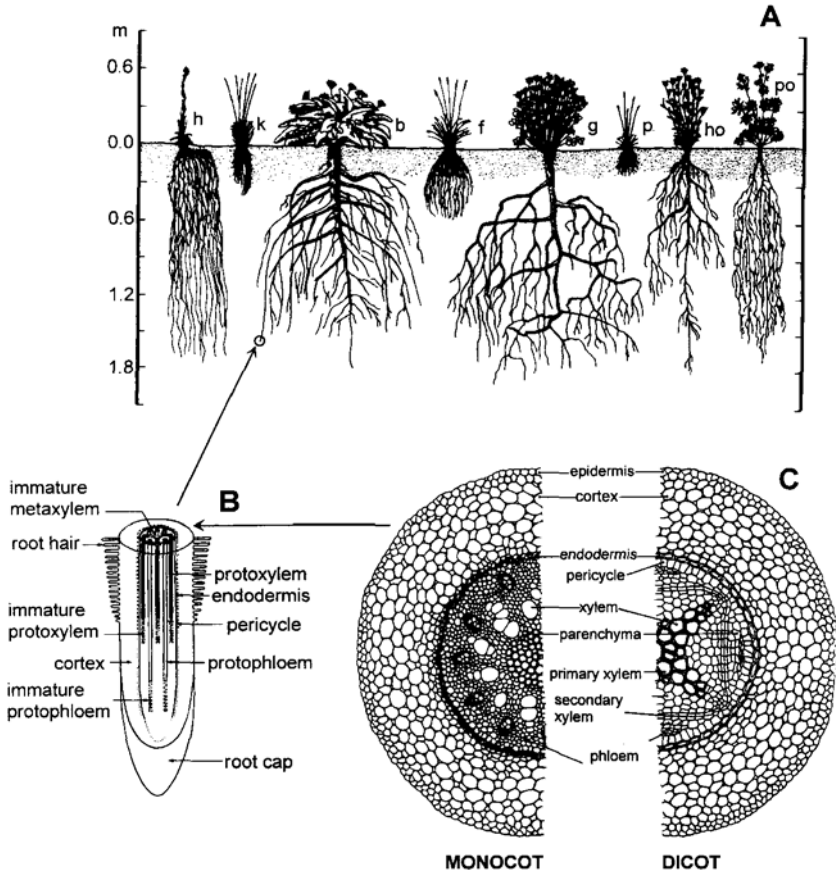 A
m
0.6
0.0
0.6
1.2
1.8
h
k
b
f
g
p
ho
po
B
immature
metaxylem
root hair
immature
protoxylem
cortex
immature
protophloem
protoxylem
endodermis
pericycle
protophloem
root cap
C
epidermis
cortex
endodermis
pericycle
xylem
parenchyma
primary xylem
secondary
xylem
phloem
MONOCOT
DICOT